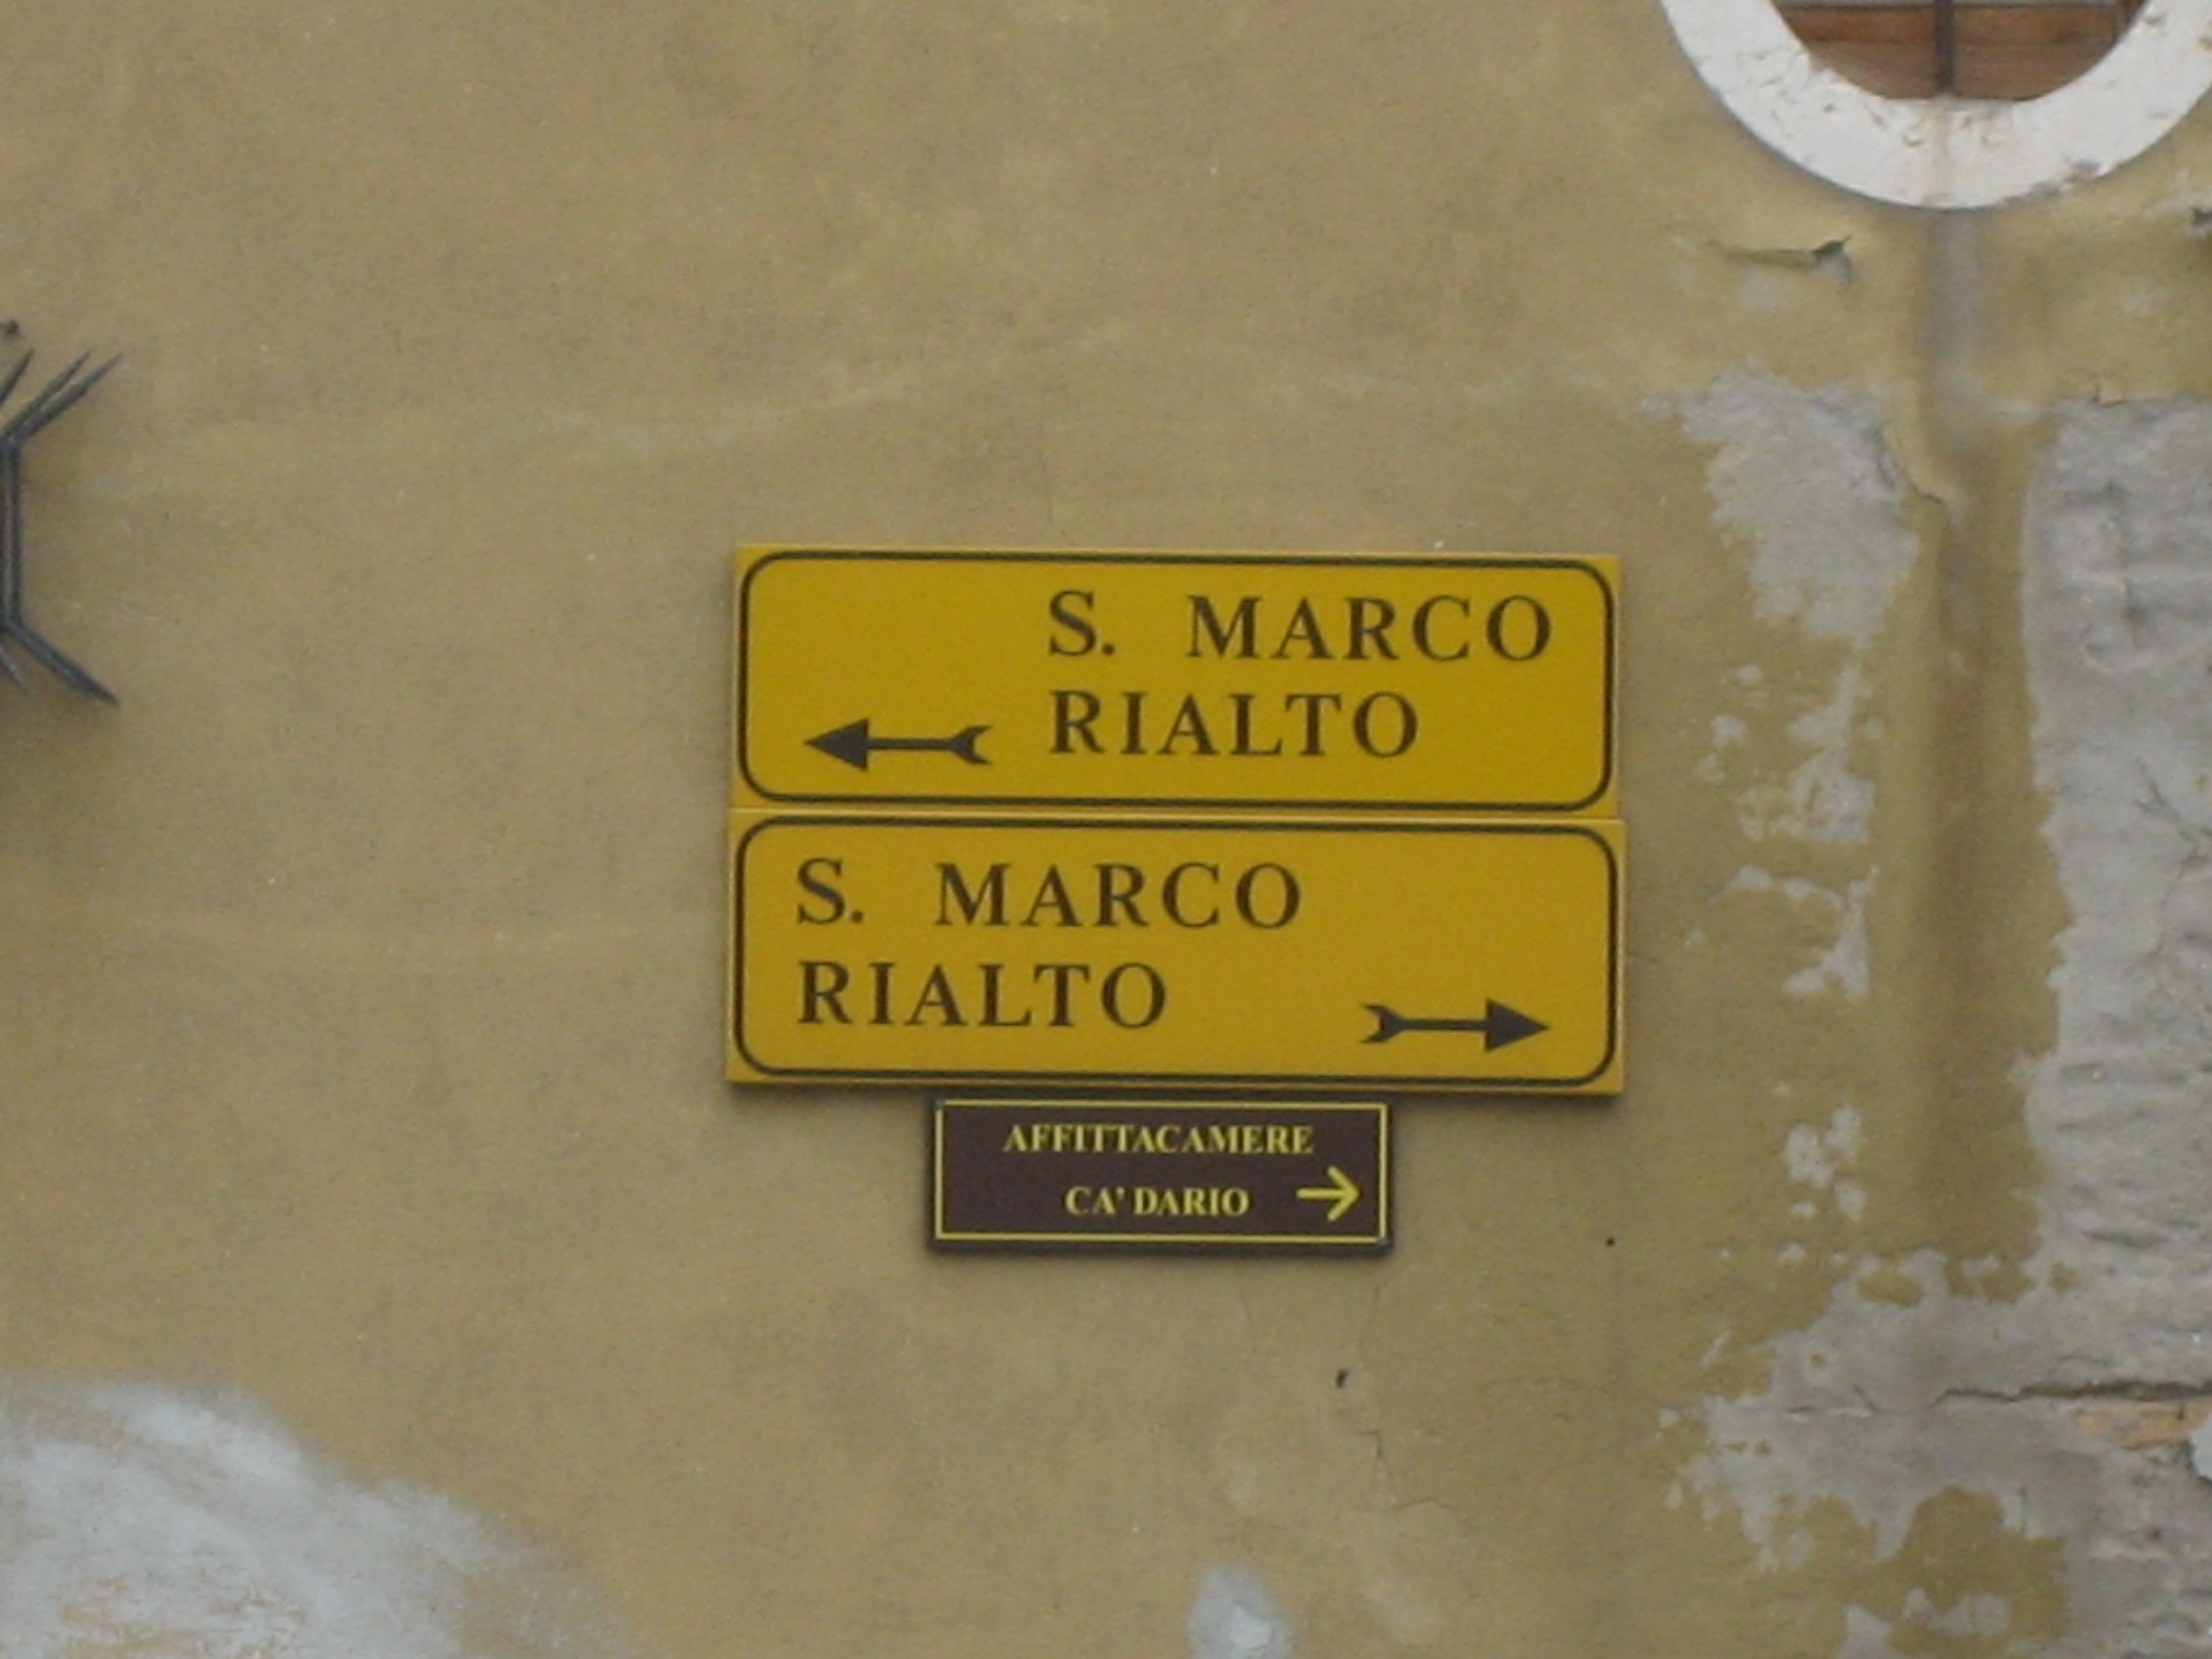 S. MARCO
RIALTO
S. MARCO
RIALTO
AFFITTACAMERE
CA' DARIO